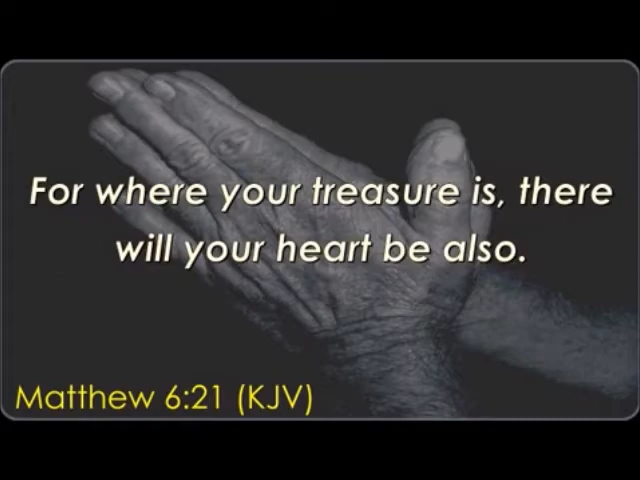 For where your treasure is, there
will your heart be also.
Matthew 6:21 (KJV)